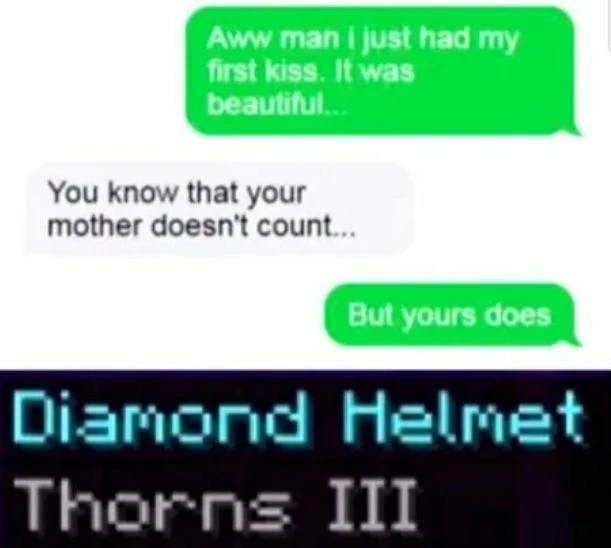 Aww man i just had my
first kiss. It was
beautiful...
You know that your
mother doesn't count...
But yours does
Diamond Helmet
Thorns III